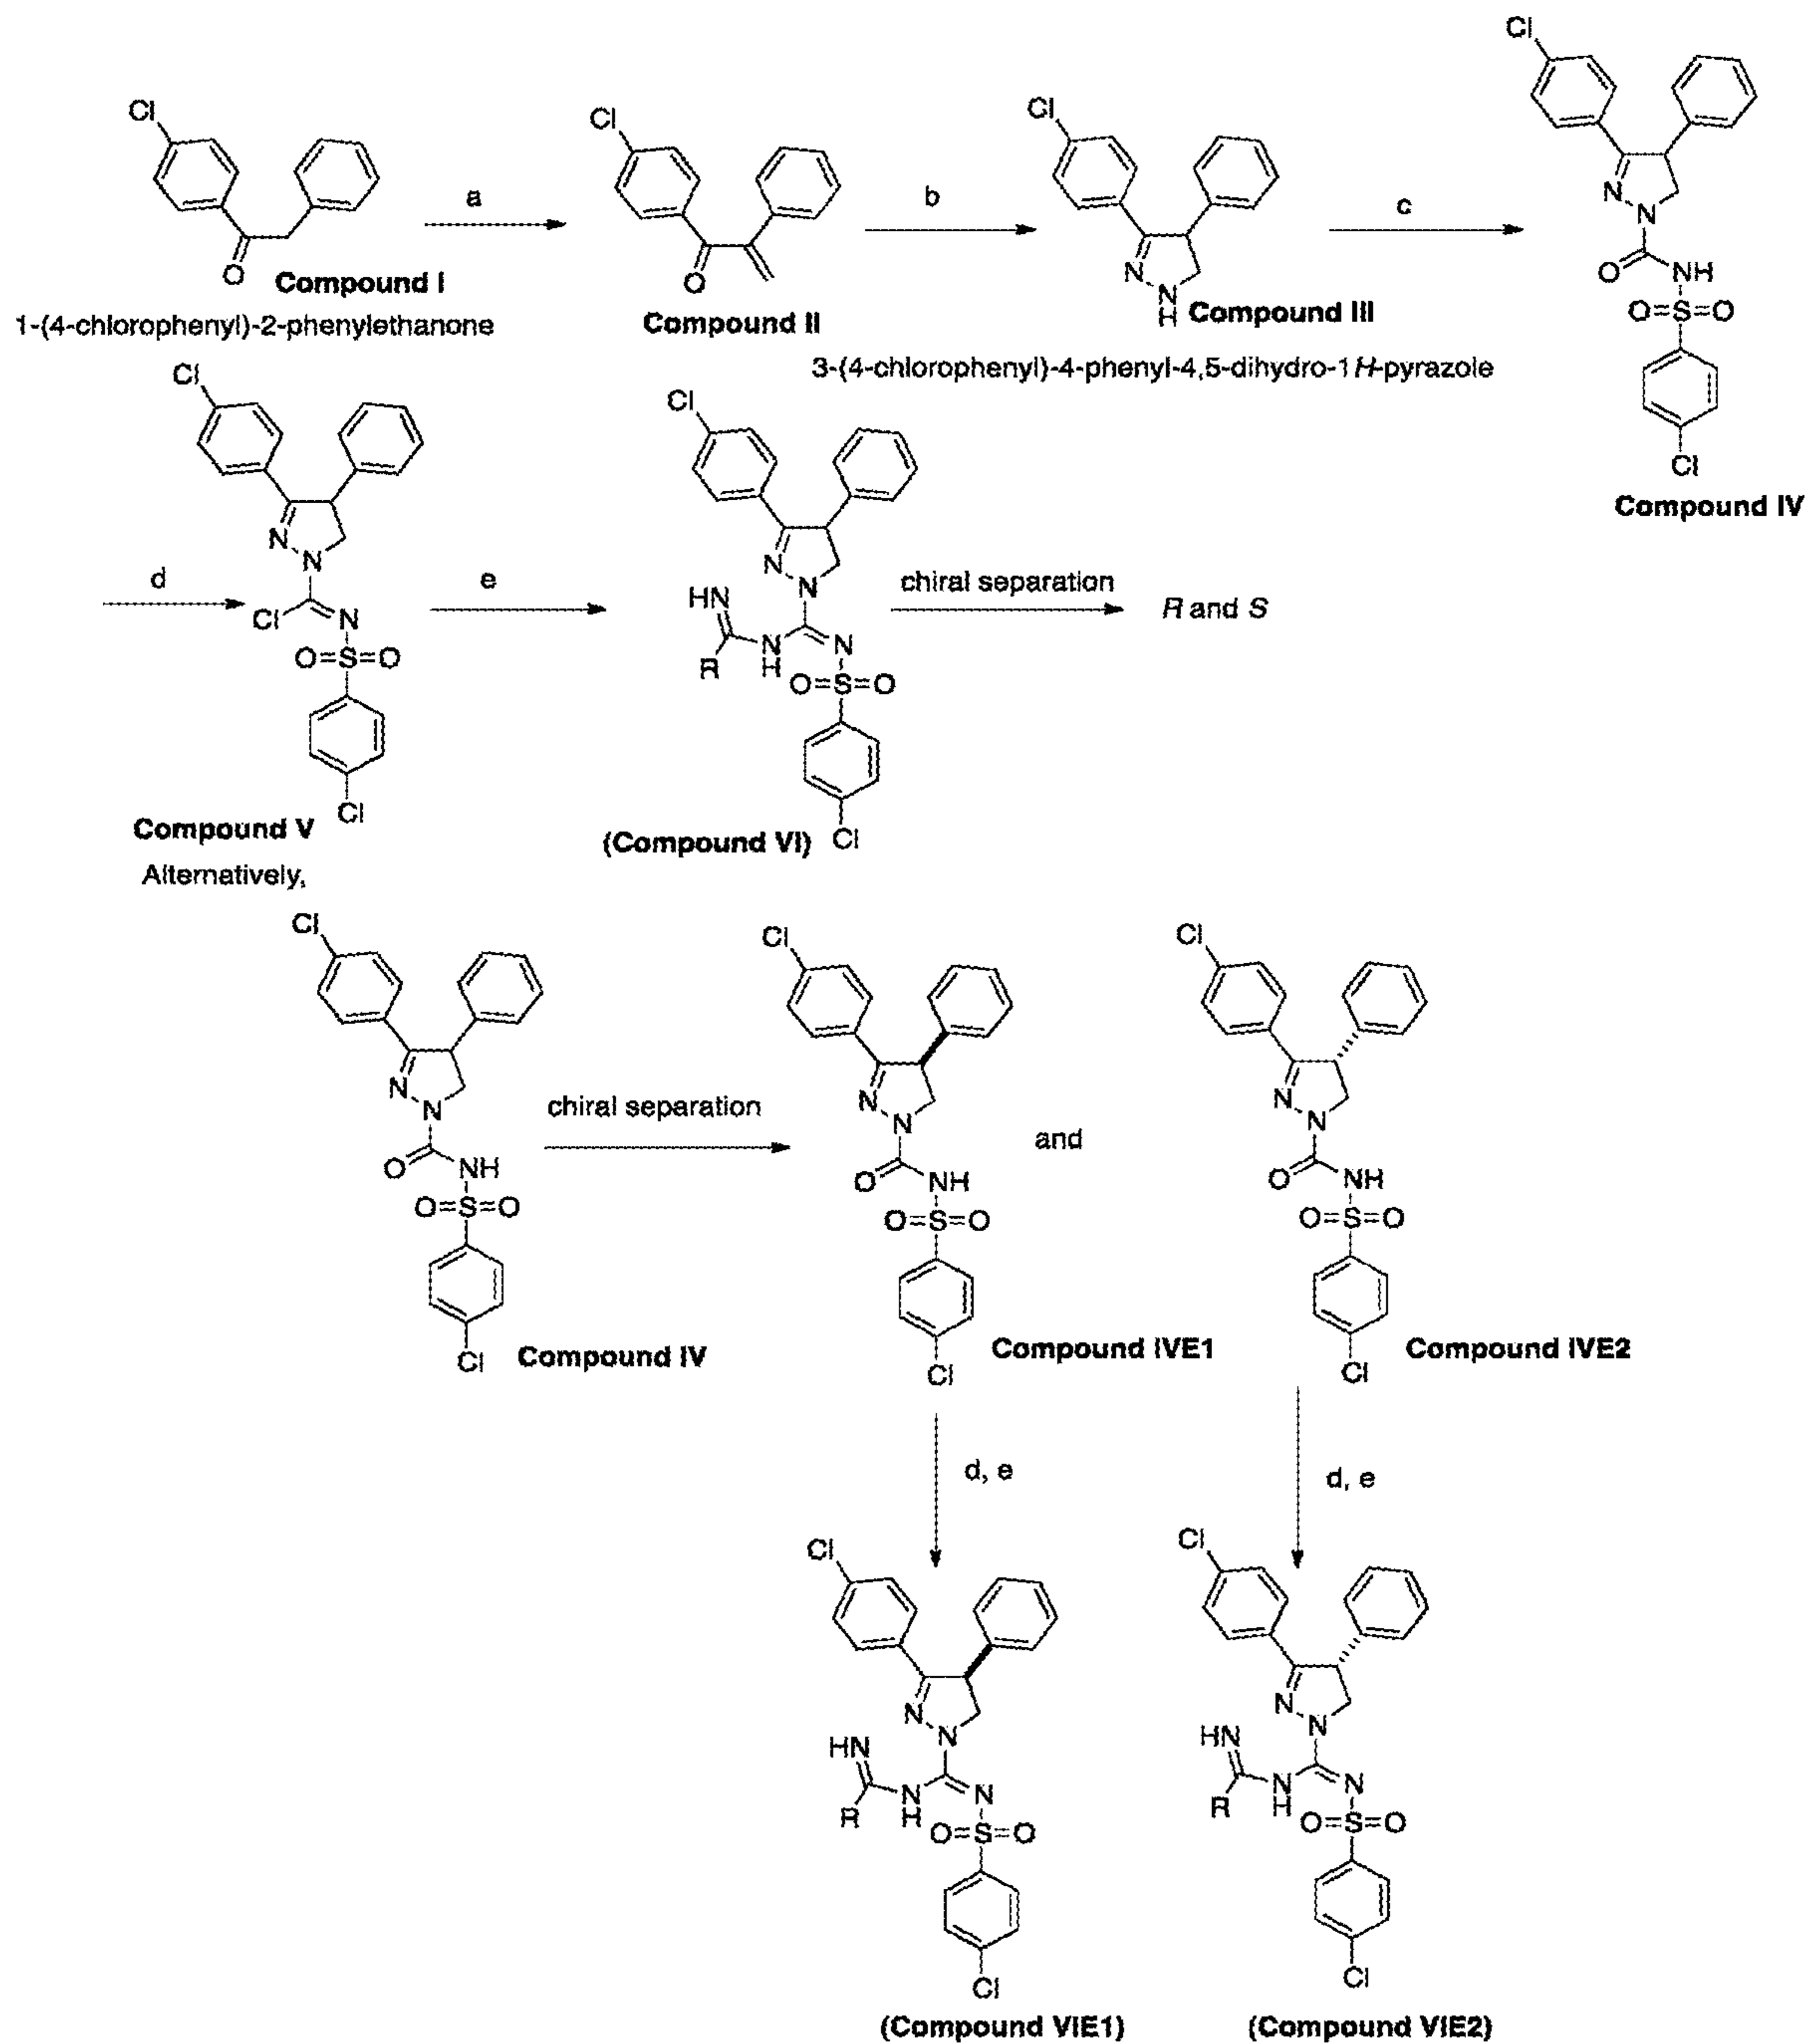 Cl
O
Compound I
1-(4-chlorophenyl)-2-phenylethanone
a
Cl
O
Compound II
b
Cl
N
N
H
Compound III
3-(4-chlorophenyl)-4-phenyl-4,5-dihydro-1H-pyrazole
c
Cl
N
N
O
NH
O=S=O
Cl
Compound IV
d
Cl
N
N
Cl
N
O=S=O
Cl
Compound V
e
Cl
N
N
HN
R
N
H
N
O=S=O
Cl
(Compound VI)
chiral separation
R and S
Alternatively,
Cl
N
N
O
NH
O=S=O
Cl
Compound IV
chiral separation
Cl
N
N
O
NH
O=S=O
Cl
Compound IVE1
and
Cl
N
N
O
NH
O=S=O
Cl
Compound IVE2
d, e
d, e
Cl
N
N
HN
R
N
H
N
O=S=O
Cl
(Compound VIE1)
Cl
N
N
HN
R
N
H
N
O=S=O
Cl
(Compound VIE2)